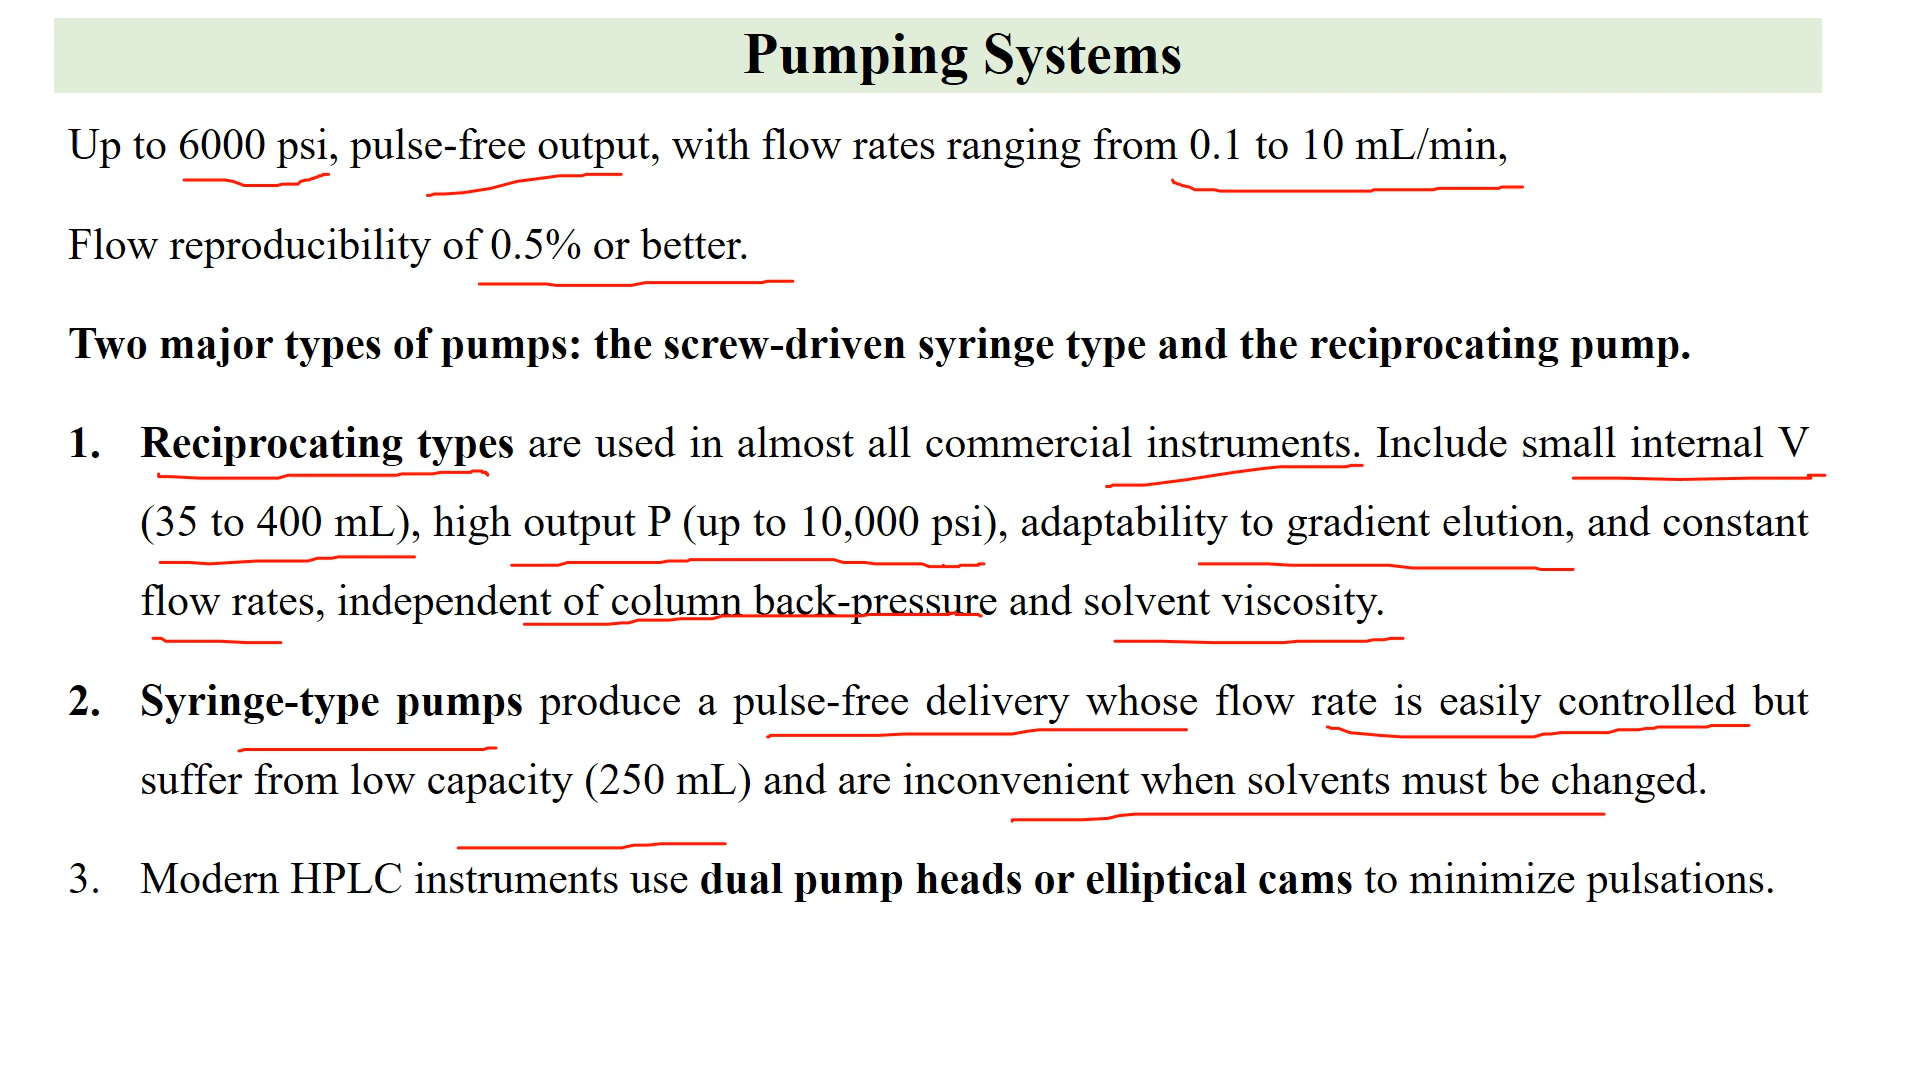 Pumping Systems
Up to 6000 psi, pulse-free output, with flow rates ranging from 0.1 to 10 mL/min,
Flow reproducibility of 0.5% or better.
Two major types of pumps: the screw-driven syringe type and the reciprocating pump.
1. Reciprocating types are used in almost all commercial instruments. Include small internal V
(35 to 400 mL), high output P (up to 10,000 psi), adaptability to gradient elution, and constant
flow rates, independent of column back-pressure and solvent viscosity.
2. Syringe-type pumps produce a pulse-free delivery whose flow rate is easily controlled but
suffer from low capacity (250 mL) and are inconvenient when solvents must be changed.
3. Modern HPLC instruments use dual pump heads or elliptical cams to minimize pulsations.